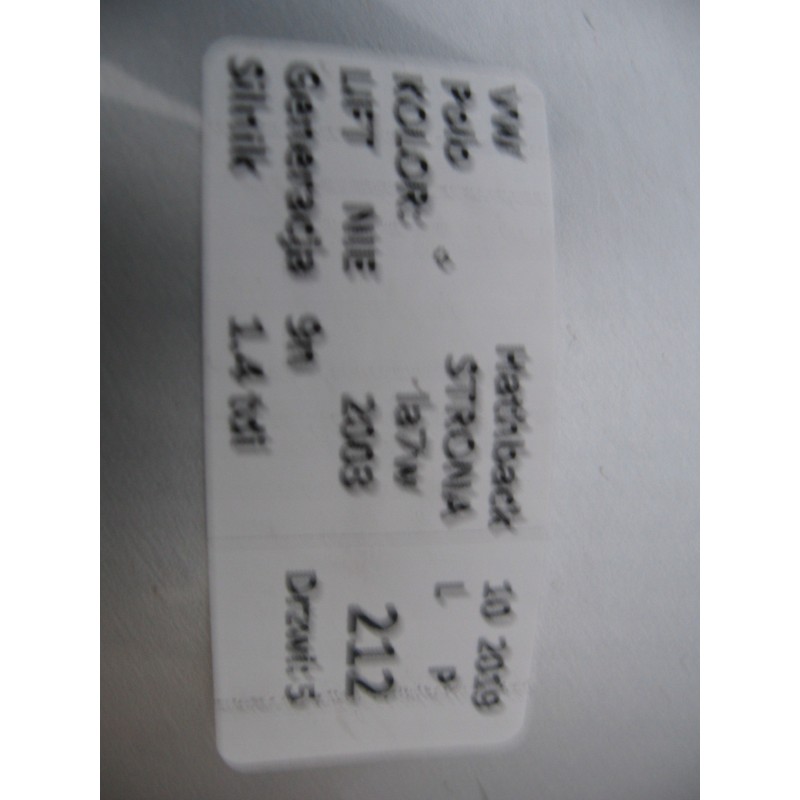 VW Hatchback 10 2019
Polo STRONA L P
KOLOR: la7w
LIFT NIE 2003 212
Generacja 9n Drzwi: 5
Silnik 1.4 tdi